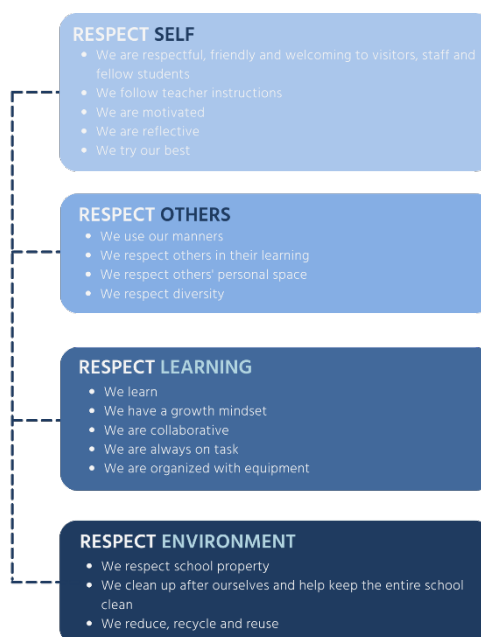 RESPECT SELF
• We are respectful, friendly and welcoming to visitors, staff and
fellow students
• We follow teacher instructions
• We are motivated
• We are reflective
• We try our best
RESPECT OTHERS
• We use our manners
• We respect others in their learning
• We respect others' personal space
• We respect diversity
RESPECT LEARNING
• We learn
• We have a growth mindset
• We are collaborative
• We are always on task
• We are organized with equipment
RESPECT ENVIRONMENT
• We respect school property
• We clean up after ourselves and help keep the entire school
clean
• We reduce, recycle and reuse